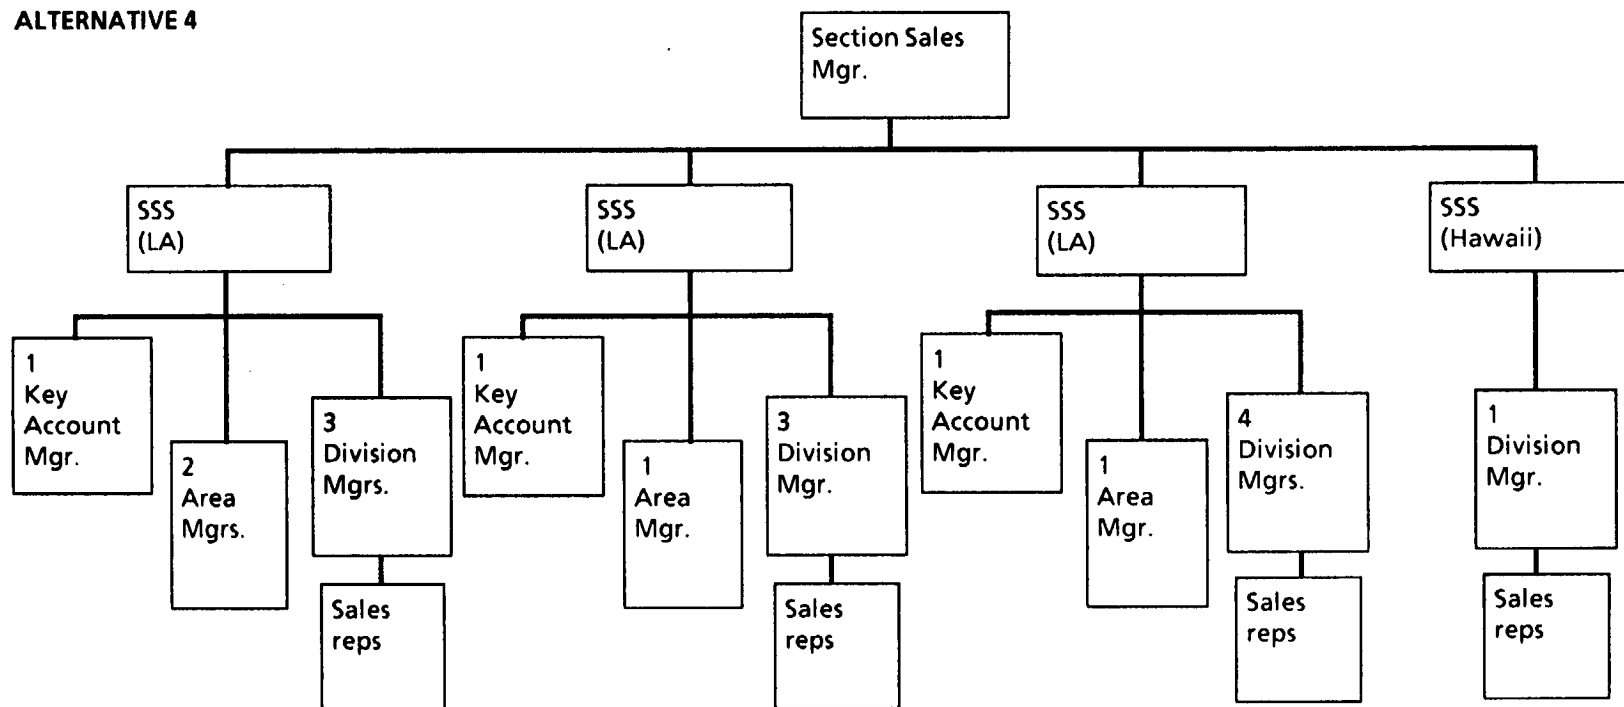 ALTERNATIVE 4
Section Sales
Mgr.
SSS
(LA)
SSS
(LA)
SSS
(LA)
SSS
(Hawaii)
1
Key
Account
Mgr.
2
Area
Mgrs.
3
Division
Mgrs.
Sales
reps
1
Key
Account
Mgr.
1
Area
Mgr.
3
Division
Mgr.
Sales
reps
1
Key
Account
Mgr.
1
Area
Mgr.
4
Division
Mgrs.
Sales
reps
1
Division
Mgr.
Sales
reps